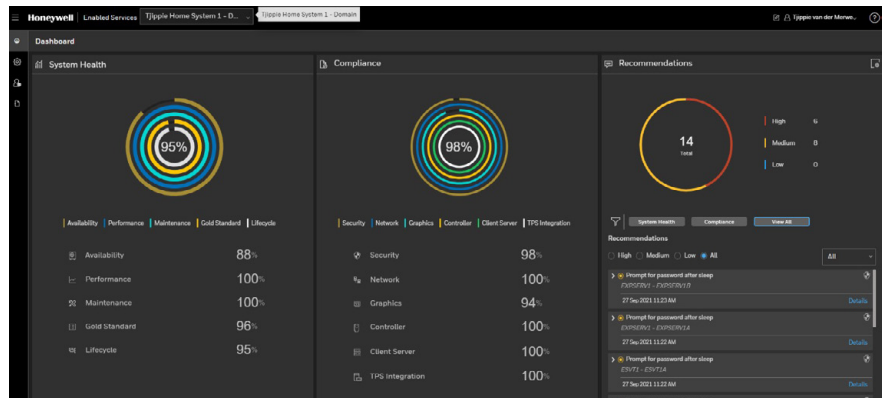 Honeywell | Enabled Services Tjippie Home System 1 - D... Tjippie Home System 1 - Domain Tjippie van der Merwe
Dashboard
System Health
95%
Availability Performance Maintenance Gold Standard Lifecycle
Availability 88%
Performance 100%
Maintenance 100%
Gold Standard 96%
Lifecycle 95%
Compliance
98%
Security Network Graphics Controller Client Server TPS Integration
Security 98%
Network 100%
Graphics 94%
Controller 100%
Client Server 100%
TPS Integration 100%
Recommendations
14
Total
High 6
Medium 8
Low 0
System Health Compliance View All
Recommendations
High Medium Low All All
Prompt for password after sleep
EXPSERV1 - EXPSERV1B
27 Sep 2021 11:23 AM Details
Prompt for password after sleep
EXPSERV1 - EXPSERV1A
27 Sep 2021 11:22 AM Details
Prompt for password after sleep
ESVT1 - ESVT1A
27 Sep 2021 11:22 AM Details